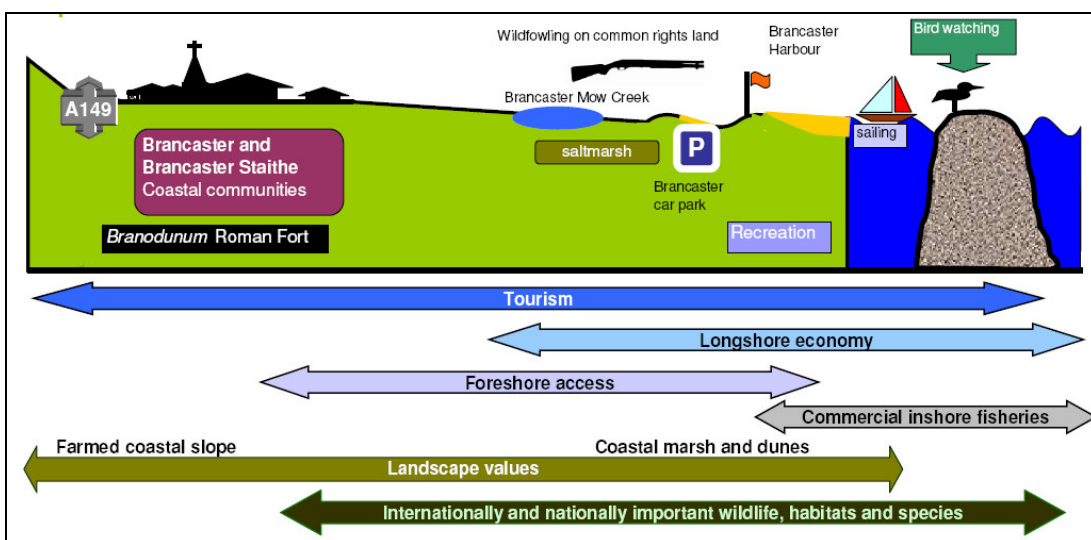 Wildfowling on common rights land
Brancaster
Harbour
Bird watching
A149
Brancaster Mow Creek
sailing
Brancaster and
Brancaster Staithe
Coastal communities
saltmarsh
P
Brancaster
car park
Branodunum Roman Fort
Recreation
Tourism
Longshore economy
Foreshore access
Commercial inshore fisheries
Farmed coastal slope
Coastal marsh and dunes
Landscape values
Internationally and nationally important wildlife, habitats and species